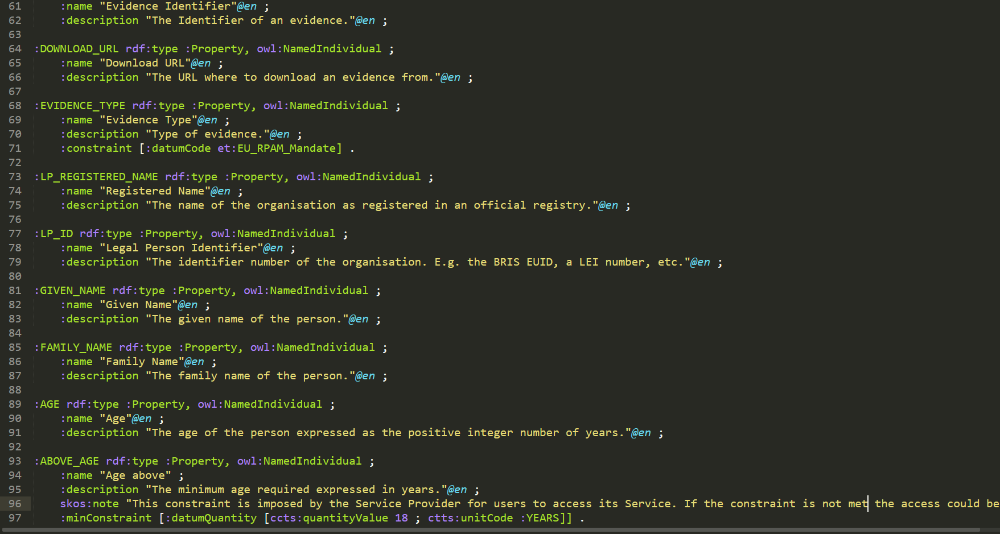 61 :name "Evidence Identifier"@en ;
62 :description "The Identifier of an evidence."@en ;
63
64 :DOWNLOAD_URL rdf:type :Property, owl:NamedIndividual ;
65 :name "Download URL"@en ;
66 :description "The URL where to download an evidence from."@en ;
67
68 :EVIDENCE_TYPE rdf:type :Property, owl:NamedIndividual ;
69 :name "Evidence Type"@en ;
70 :description "Type of evidence."@en ;
71 :constraint [:datumCode et:EU_RPAM_Mandate] .
72
73 :LP_REGISTERED_NAME rdf:type :Property, owl:NamedIndividual ;
74 :name "Registered Name"@en ;
75 :description "The name of the organisation as registered in an official registry."@en ;
76
77 :LP_ID rdf:type :Property, owl:NamedIndividual ;
78 :name "Legal Person Identifier"@en ;
79 :description "The identifier number of the organisation. E.g. the BRIS EUID, a LEI number, etc."@en ;
80
81 :GIVEN_NAME rdf:type :Property, owl:NamedIndividual ;
82 :name "Given Name"@en ;
83 :description "The given name of the person."@en ;
84
85 :FAMILY_NAME rdf:type :Property, owl:NamedIndividual ;
86 :name "Family Name"@en ;
87 :description "The family name of the person."@en ;
88
89 :AGE rdf:type :Property, owl:NamedIndividual ;
90 :name "Age"@en ;
91 :description "The age of the person expressed as the positive integer number of years."@en ;
92
93 :ABOVE_AGE rdf:type :Property, owl:NamedIndividual ;
94 :name "Age above" ;
95 :description "The minimum age required expressed in years."@en ;
96 skos:note "This constraint is imposed by the Service Provider for users to access its Service. If the constraint is not met the access could be
97 :minConstraint [:datumQuantity [ccts:quantityValue 18 ; ctts:unitCode :YEARS]] .